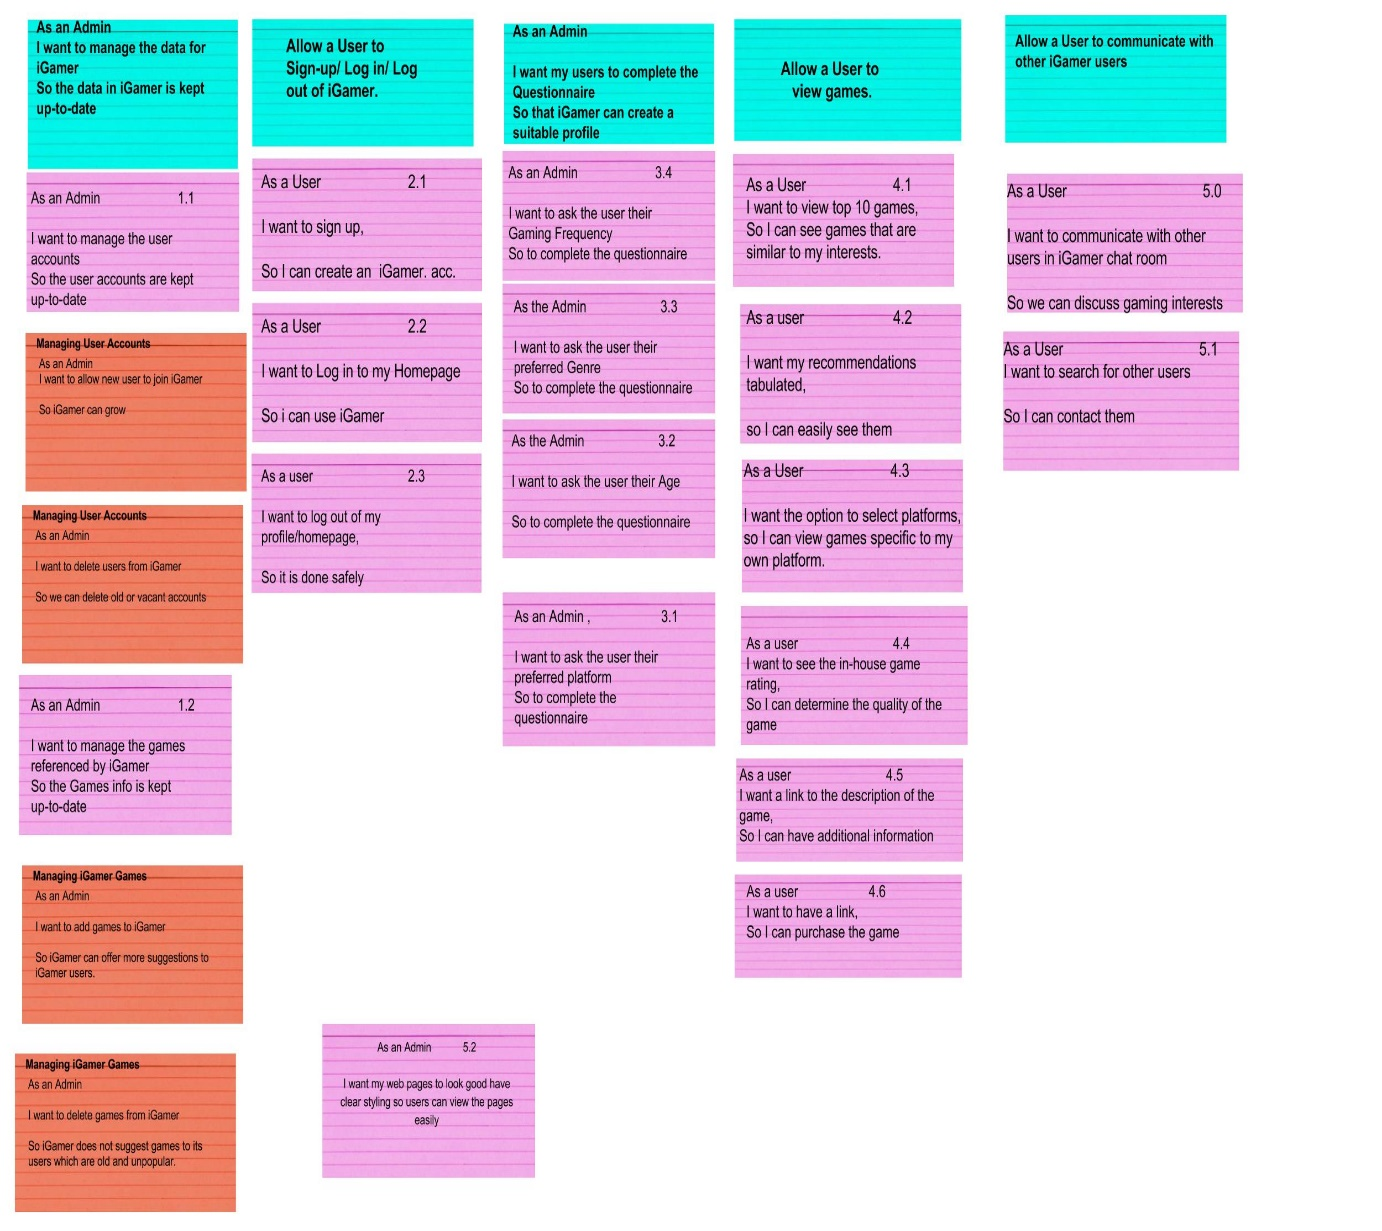 As an Admin
I want to manage the data for
iGamer
So the data in iGamer is kept
up-to-date
As an Admin 1.1
I want to manage the user
accounts
So the user accounts are kept
up-to-date
Managing User Accounts
As an Admin
I want to allow new user to join iGamer
So iGamer can grow
Managing User Accounts
As an Admin
I want to delete users from iGamer
So we can delete old or vacant accounts
As an Admin 1.2
I want to manage the games
referenced by iGamer
So the Games info is kept
up-to-date
Managing iGamer Games
As an Admin
I want to add games to iGamer
So iGamer can offer more suggestions to
iGamer users.
Managing iGamer Games
As an Admin
I want to delete games from iGamer
So iGamer does not suggest games to its
users which are old and unpopular.
Allow a User to
Sign-up/ Log in/ Log
out of iGamer.
As a User 2.1
I want to sign up,
So I can create an iGamer. acc.
As a User 2.2
I want to Log in to my Homepage
So i can use iGamer
As a user 2.3
I want to log out of my
profile/homepage,
So it is done safely
As an Admin
I want my users to complete the
Questionnaire
So that iGamer can create a
suitable profile
As an Admin 3.4
I want to ask the user their
Gaming Frequency
So to complete the questionnaire
As the Admin 3.3
I want to ask the user their
preferred Genre
So to complete the questionnaire
As the Admin 3.2
I want to ask the user their Age
So to complete the questionnaire
As an Admin , 3.1
I want to ask the user their
preferred platform
So to complete the
questionnaire
Allow a User to
view games.
As a User 4.1
I want to view top 10 games,
So I can see games that are
similar to my interests.
As a user 4.2
I want my recommendations
tabulated,
so I can easily see them
As a User 4.3
I want the option to select platforms,
so I can view games specific to my
own platform.
As a user 4.4
I want to see the in-house game
rating,
So I can determine the quality of the
game
As a user 4.5
I want a link to the description of the
game,
So I can have additional information
As a user 4.6
I want to have a link,
So I can purchase the game
Allow a User to communicate with
other iGamer users
As a User 5.0
I want to communicate with other
users in iGamer chat room
So we can discuss gaming interests
As a User 5.1
I want to search for other users
So I can contact them
As an Admin 5.2
I want my web pages to look good have
clear styling so users can view the pages
easily